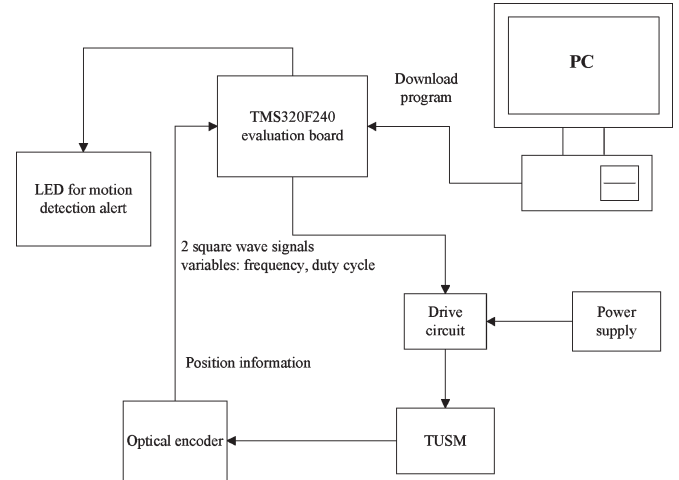 PC
Download
program
TMS320F240
evaluation board
LED for motion
detection alert
2 square wave signals
variables: frequency, duty cycle
Drive
circuit
Power
supply
Position information
Optical encoder
TUSM